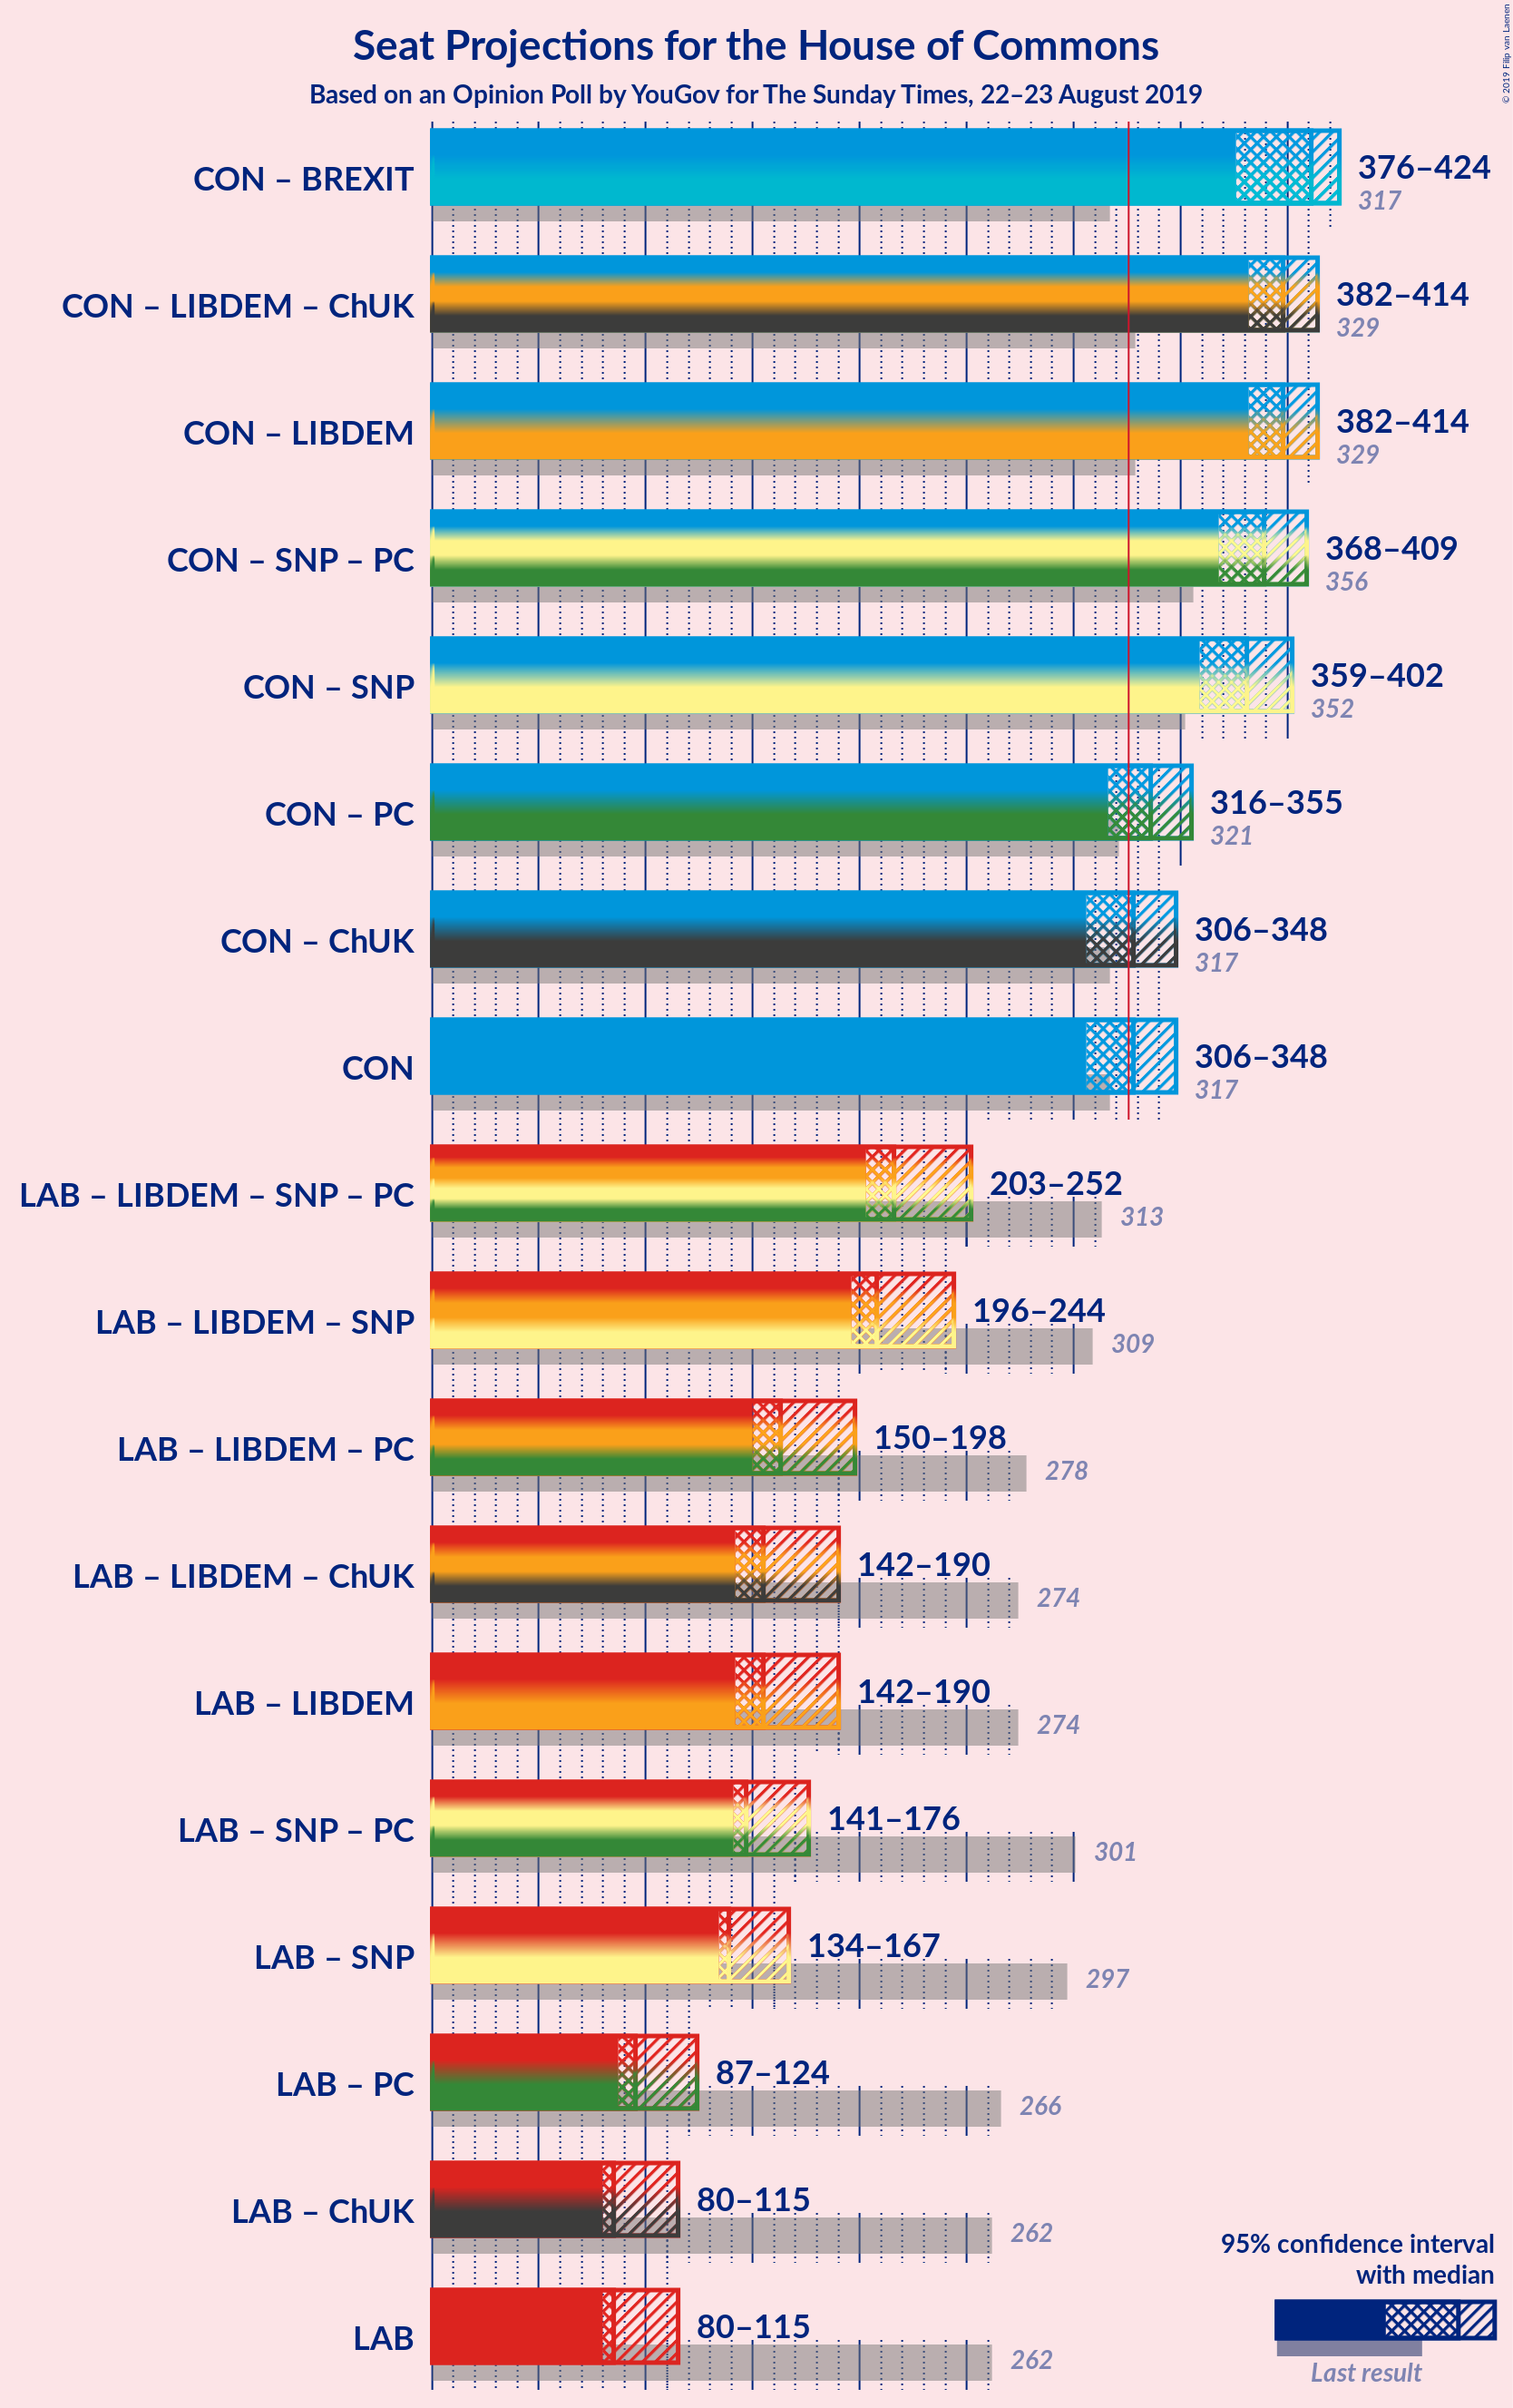 Seat Projections for the House of Commons
Based on an Opinion Poll by YouGov for The Sunday Times, 22–23 August 2019
© 2019 Filip van Laenen
CON – BREXIT
376–424
317
CON – LIBDEM – ChUK
382–414
329
CON – LIBDEM
382–414
329
CON – SNP – PC
368–409
356
CON – SNP
359–402
352
CON – PC
316–355
321
CON – ChUK
306–348
317
CON
306–348
317
LAB – LIBDEM – SNP – PC
203–252
313
LAB – LIBDEM – SNP
196–244
309
LAB – LIBDEM – PC
150–198
278
LAB – LIBDEM – ChUK
142–190
274
LAB – LIBDEM
142–190
274
LAB – SNP – PC
141–176
301
LAB – SNP
134–167
297
LAB – PC
87–124
266
LAB – ChUK
80–115
262
LAB
80–115
262
95% confidence interval
with median
Last result